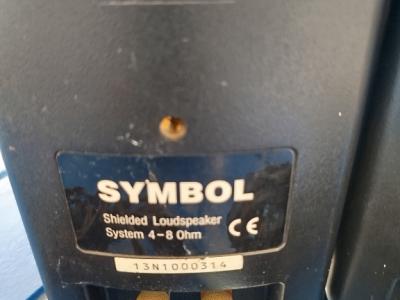 SYMBOL
Shielded Loudspeaker
System 4-8 Ohm CE
13N1000314